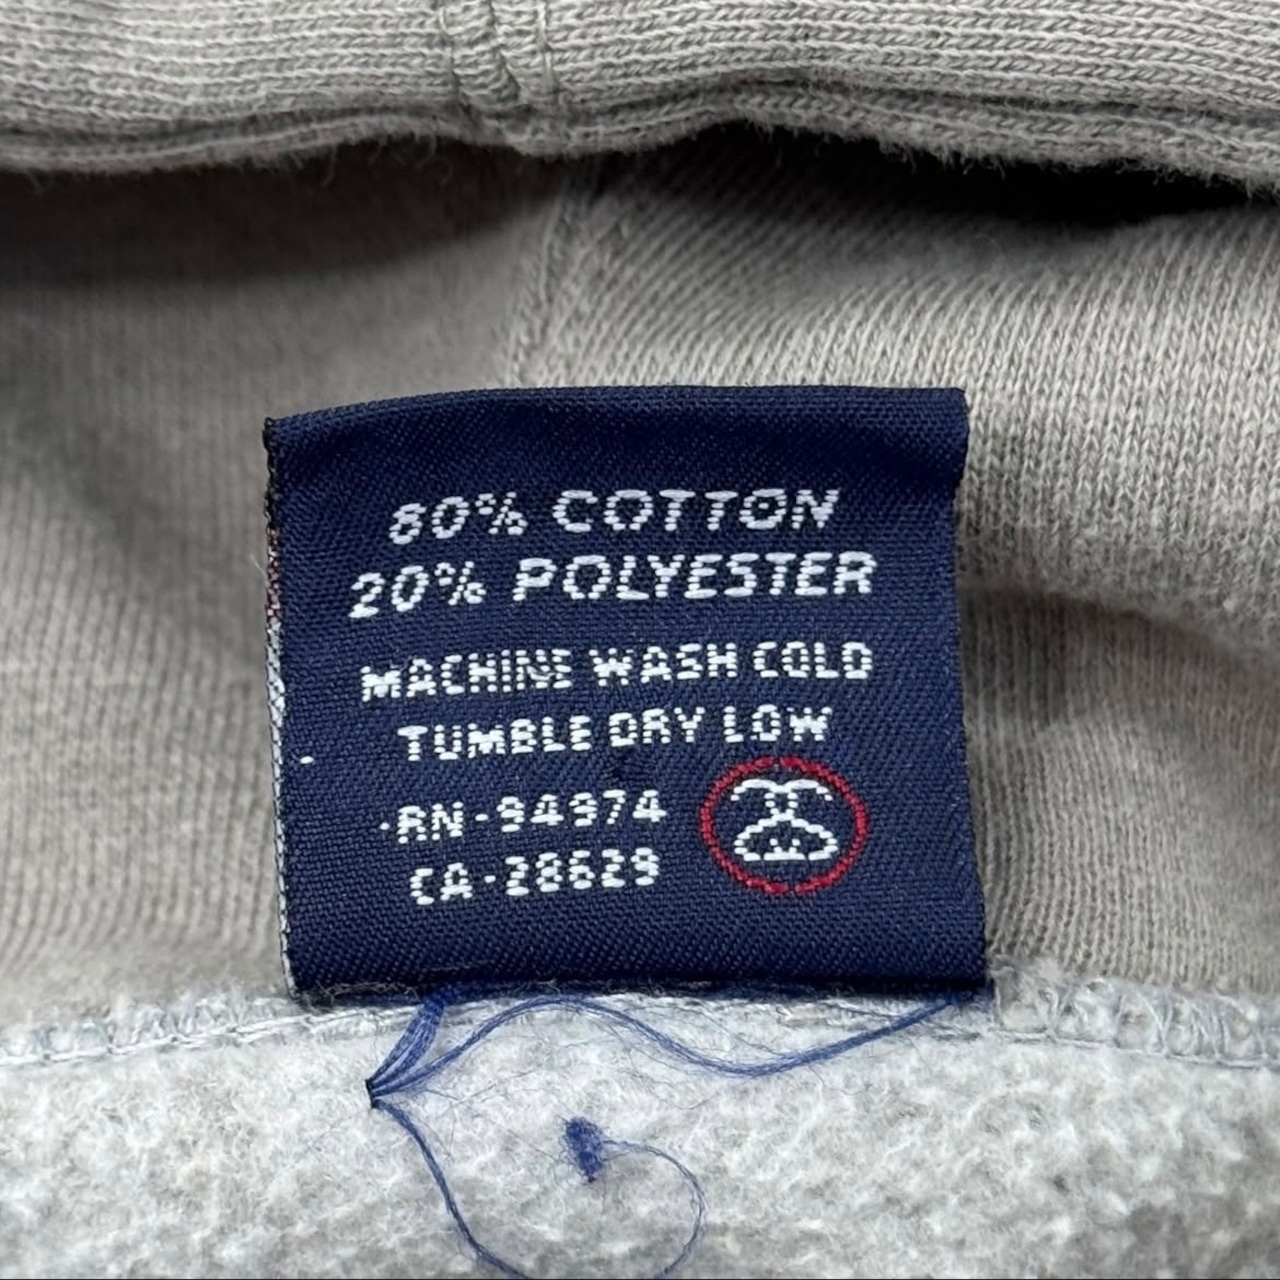 80% COTTON
20% POLYESTER
MACHINE WASH COLD
TUMBLE DRY LOW
·RN-94974
CA-28629